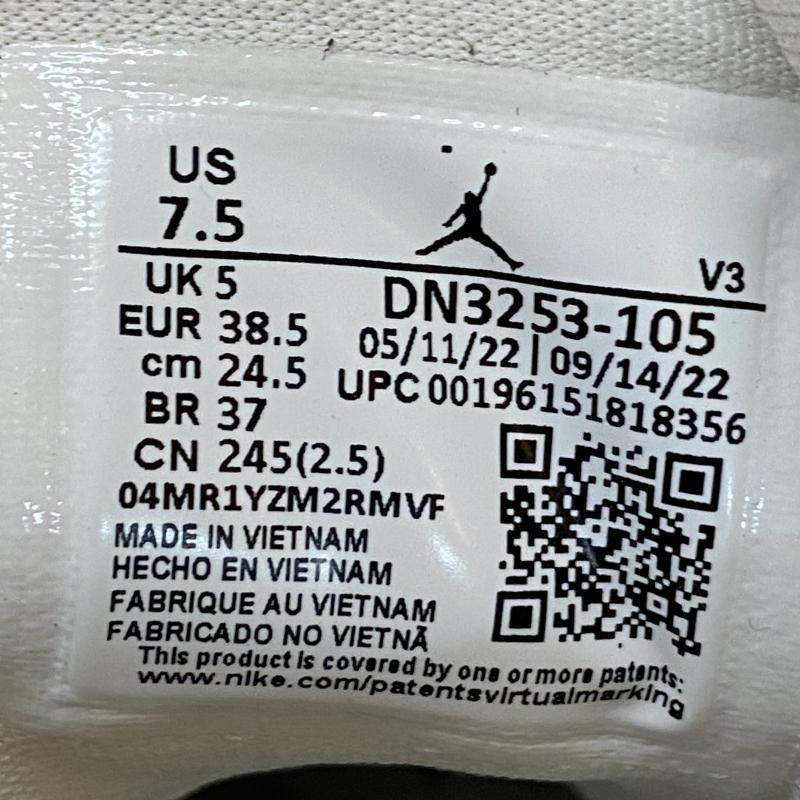 US
7.5
V3
UK 5
EUR 38.5
cm 24.5
BR 37
CN 245(2.5)
DN3253-105
05/11/22 | 09/14/22
UPC 00196151818356
04MR1YZM2RMVF
MADE IN VIETNAM
HECHO EN VIETNAM
FABRIQUE AU VIETNAM
FABRICADO NO VIETNÃ
This product is covered by one or more patents:
www.nike.com/patentsvirtualmarking